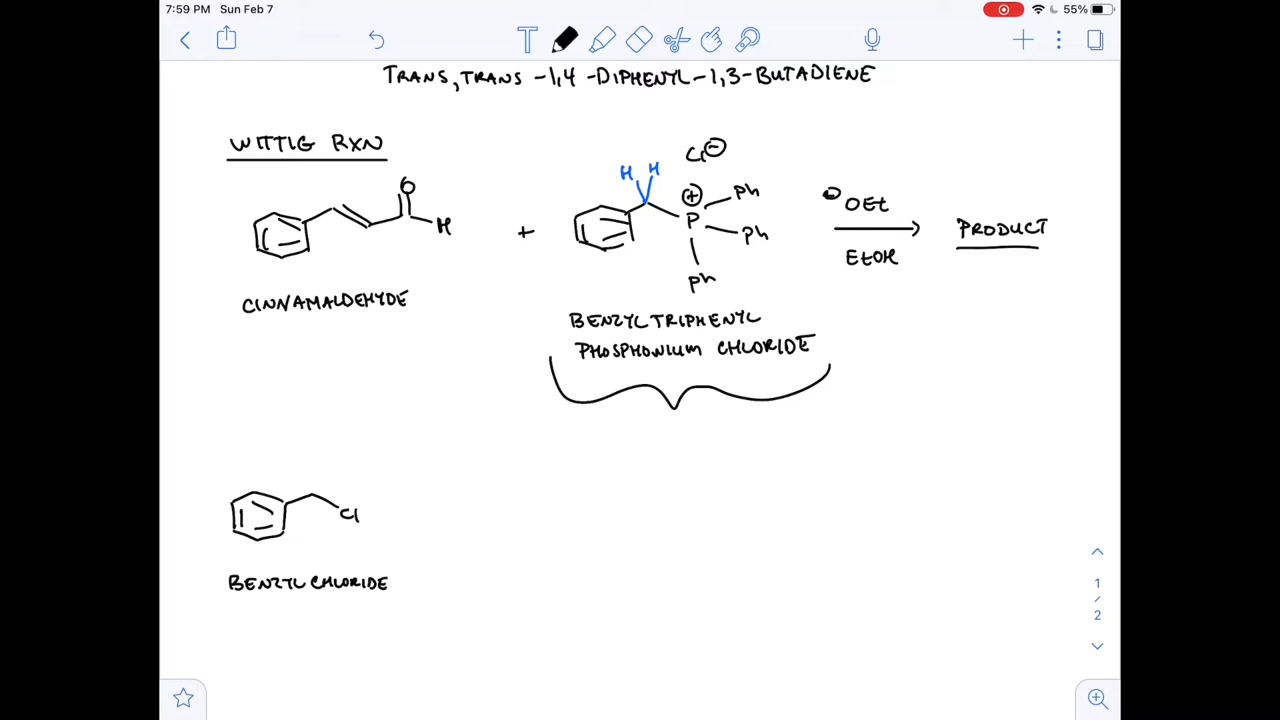 7:59 PM Sun Feb 7
55%
TRANS, TRANS -1,4 -DIPHENYL-1,3-BUTADIENE
WITTIG RXN
Cl⊖
H H
O
H
+
⊕
P
Ph
Ph
Ph
⊖OEt
EtOH
PRODUCT
CINNAMALDEHYDE
BENZYLTRIPHENYL
PHOSPHONIUM CHLORIDE
Cl
BENZYL CHLORIDE
1
/
2